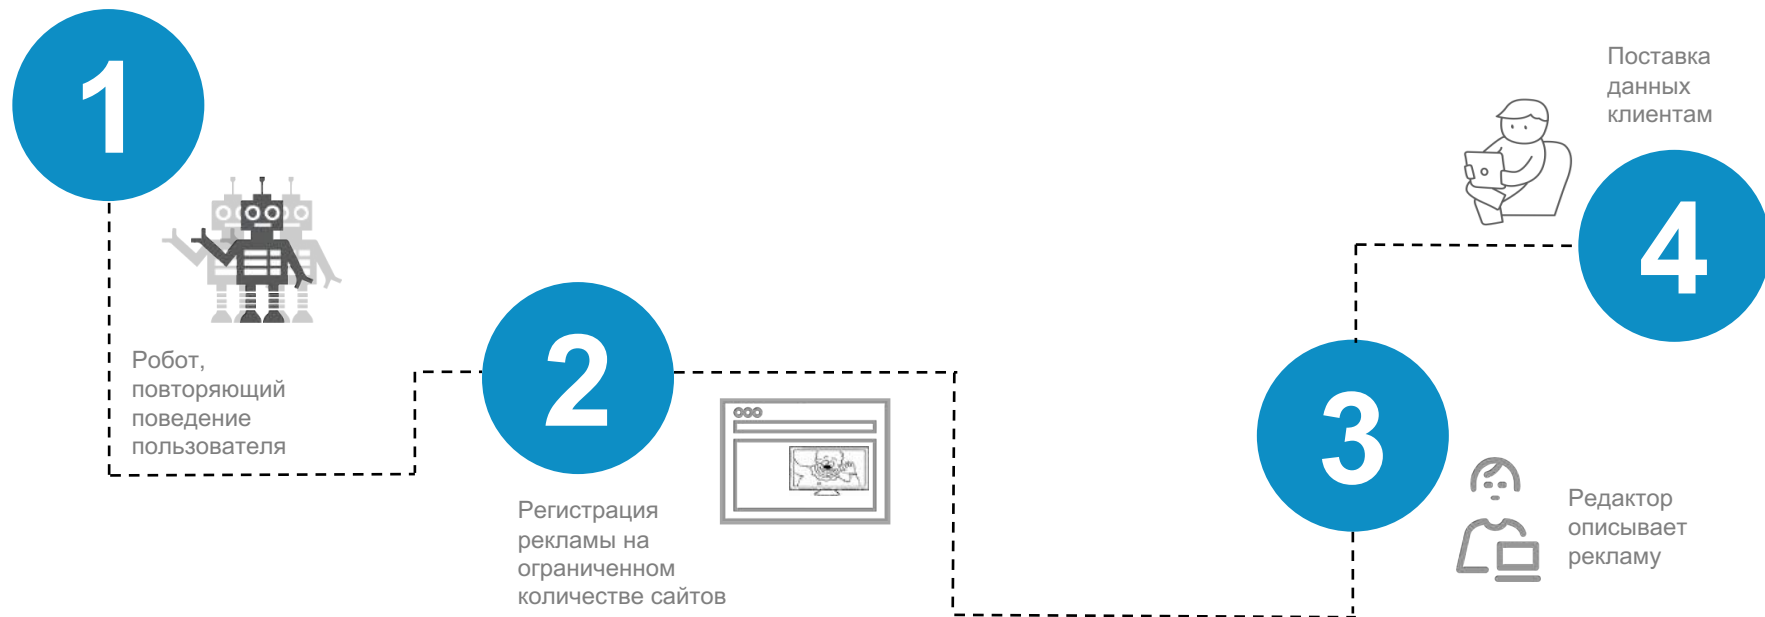 1
Робот,
повторяющий
поведение
пользователя
2
Регистрация
рекламы на
ограниченном
количестве сайтов
3
Редактор
описывает
рекламу
Поставка
данных
клиентам
4